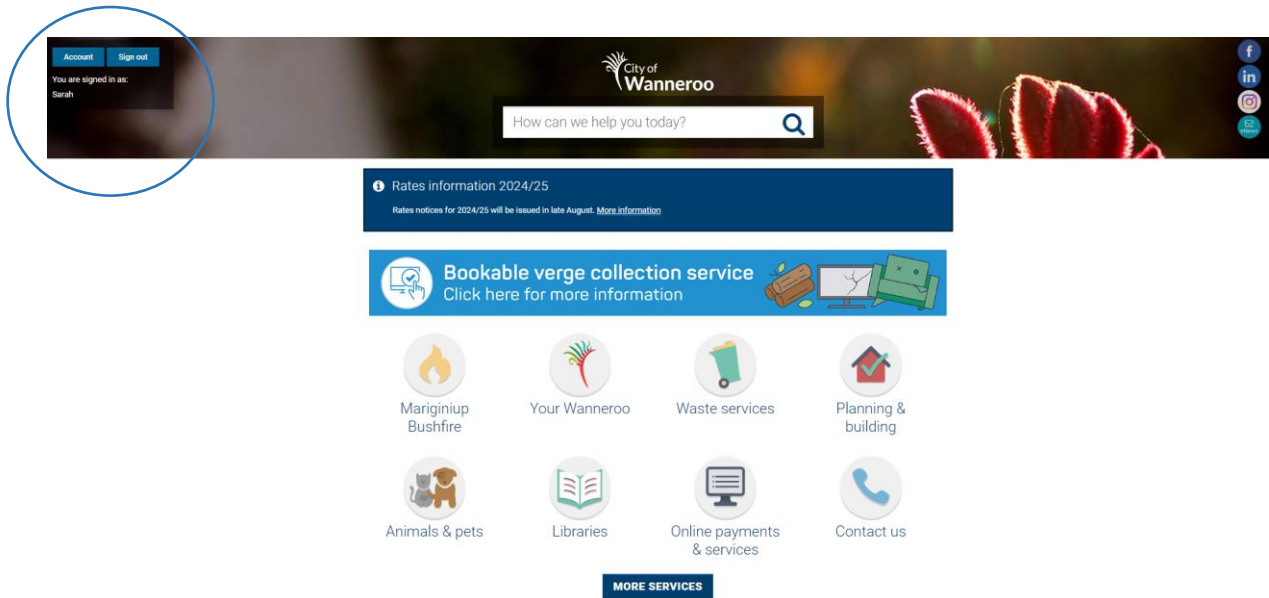 Account Sign out
You are signed in as:
Sarah
City of
Wanneroo
How can we help you today?
f
in
eNews
Rates information 2024/25
Rates notices for 2024/25 will be issued in late August. More information
Bookable verge collection service
Click here for more information
Mariginiup
Bushfire
Your Wanneroo
Waste services
Planning &
building
Animals & pets
Libraries
Online payments
& services
Contact us
MORE SERVICES